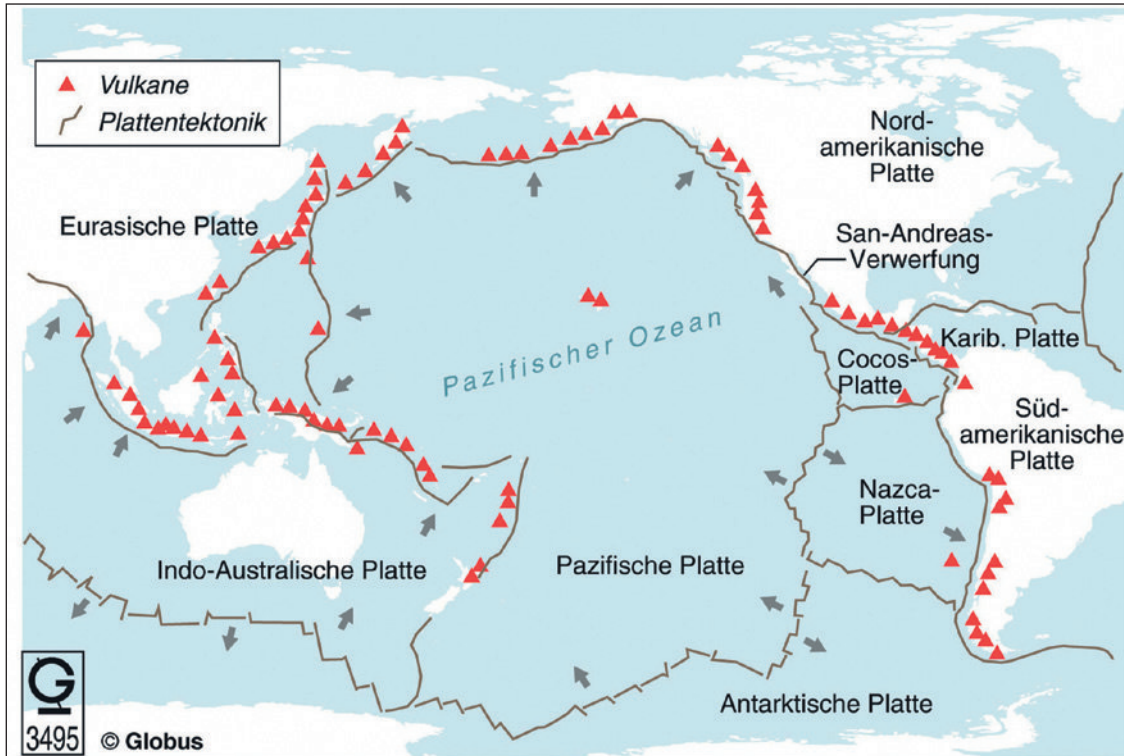 Vulkane
Plattentektonik
Nord-
amerikanische
Platte
Eurasische Platte
San-Andreas-
Verwerfung
Pazifischer Ozean
Karib. Platte
Cocos-
Platte
Süd-
amerikanische
Platte
Nazca-
Platte
Indo-Australische Platte
Pazifische Platte
Antarktische Platte
G
3495
© Globus